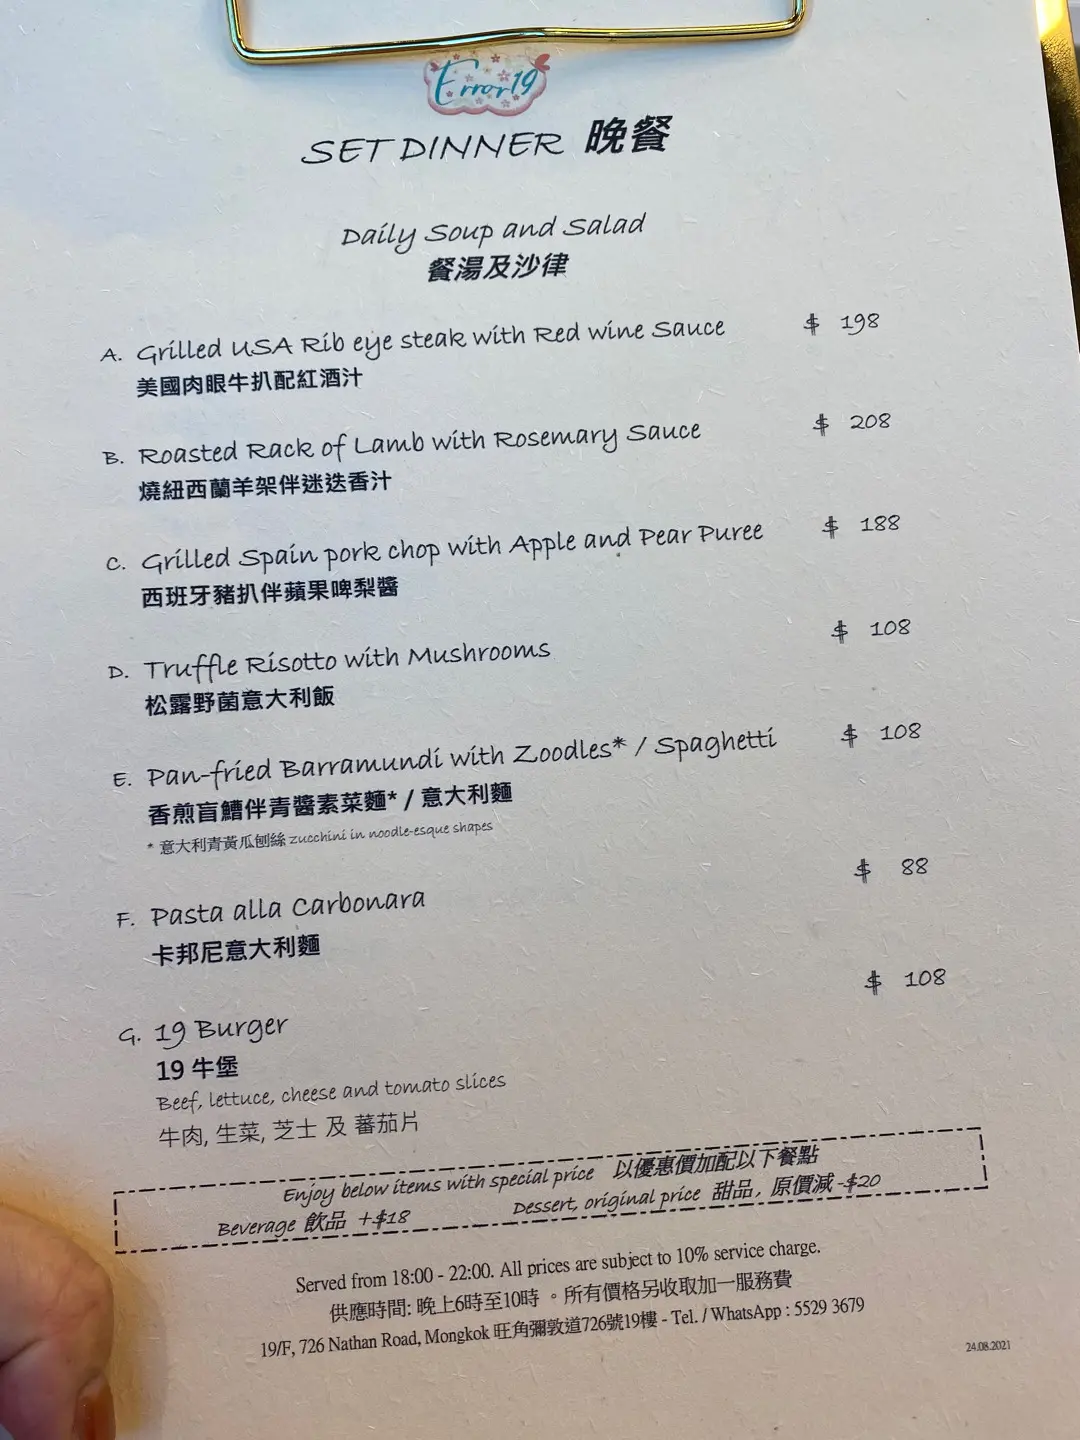 Error19
SET DINNER 晚餐
Daily Soup and Salad
餐湯及沙律
A. Grilled USA Rib eye steak with Red wine Sauce $ 198
美國肉眼牛扒配紅酒汁
B. Roasted Rack of Lamb with Rosemary Sauce $ 208
燒紐西蘭羊架伴迷迭香汁
C. Grilled Spain pork chop with Apple and Pear Puree $ 188
西班牙豬扒伴蘋果啤梨醬
D. Truffle Risotto with Mushrooms $ 108
松露野菌意大利飯
E. Pan-fried Barramundi with Zoodles* / Spaghetti $ 108
香煎盲鰽伴青醬素菜麵* / 意大利麵
* 意大利青黃瓜刨絲 zucchini in noodle-esque shapes
F. Pasta alla Carbonara $ 88
卡邦尼意大利麵
G. 19 Burger $ 108
19 牛堡
Beef, lettuce, cheese and tomato slices
牛肉, 生菜, 芝士 及 蕃茄片
Enjoy below items with special price 以優惠價加配以下餐點
Beverage 飲品 +$18 Dessert, original price 甜品, 原價減 -$20
Served from 18:00 - 22:00. All prices are subject to 10% service charge.
供應時間: 晚上6時至10時 。所有價格另收取加一服務費
19/F, 726 Nathan Road, Mongkok 旺角彌敦道726號19樓 - Tel. / WhatsApp : 5529 3679
24.08.2021